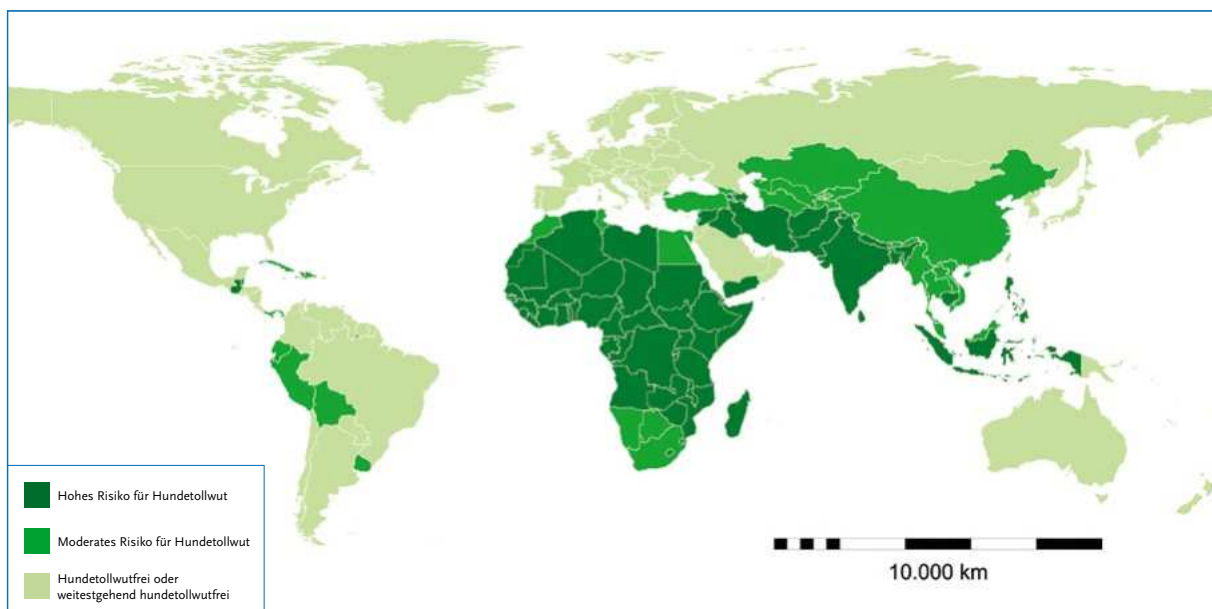 Hohes Risiko für Hundetollwut
Moderates Risiko für Hundetollwut
Hundetollwutfrei oder
weitestgehend hundetollwutfrei
10.000 km